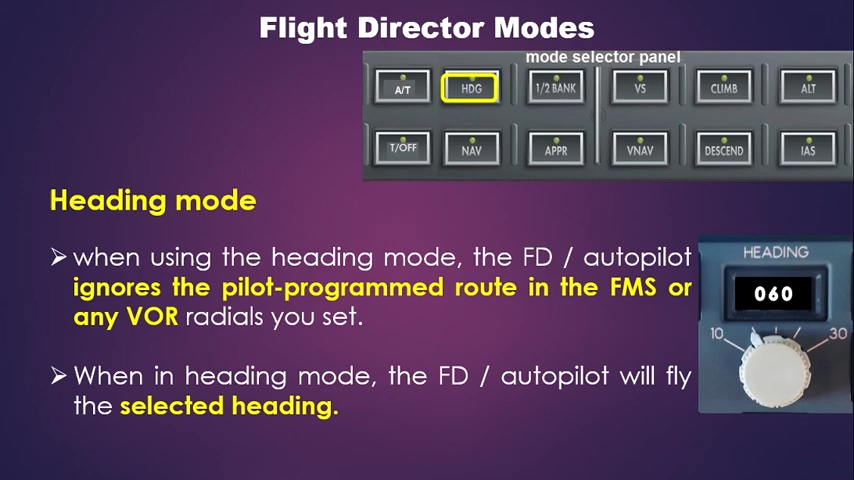 Flight Director Modes
mode selector panel
A/T HDG 1/2 BANK VS CLIMB ALT
T/OFF NAV APPR VNAV DESCEND IAS
Heading mode
when using the heading mode, the FD / autopilot
ignores the pilot-programmed route in the FMS or
any VOR radials you set.
When in heading mode, the FD / autopilot will fly
the selected heading.
HEADING
060
10 30